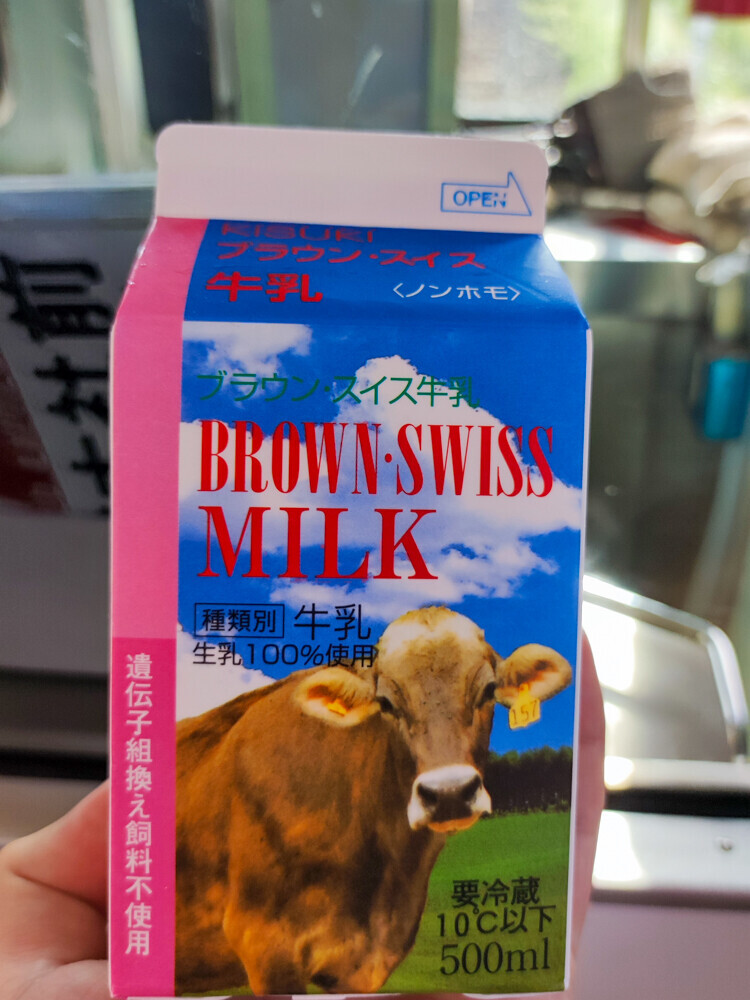 OPEN
KISUKI
ブラウン・スイス
牛乳
〈ノンホモ〉
ブラウン・スイス牛乳
BROWN・SWISS
MILK
種類別 牛乳
生乳100%使用
157
遺伝子組換え飼料不使用
要冷蔵
10℃以下
500ml